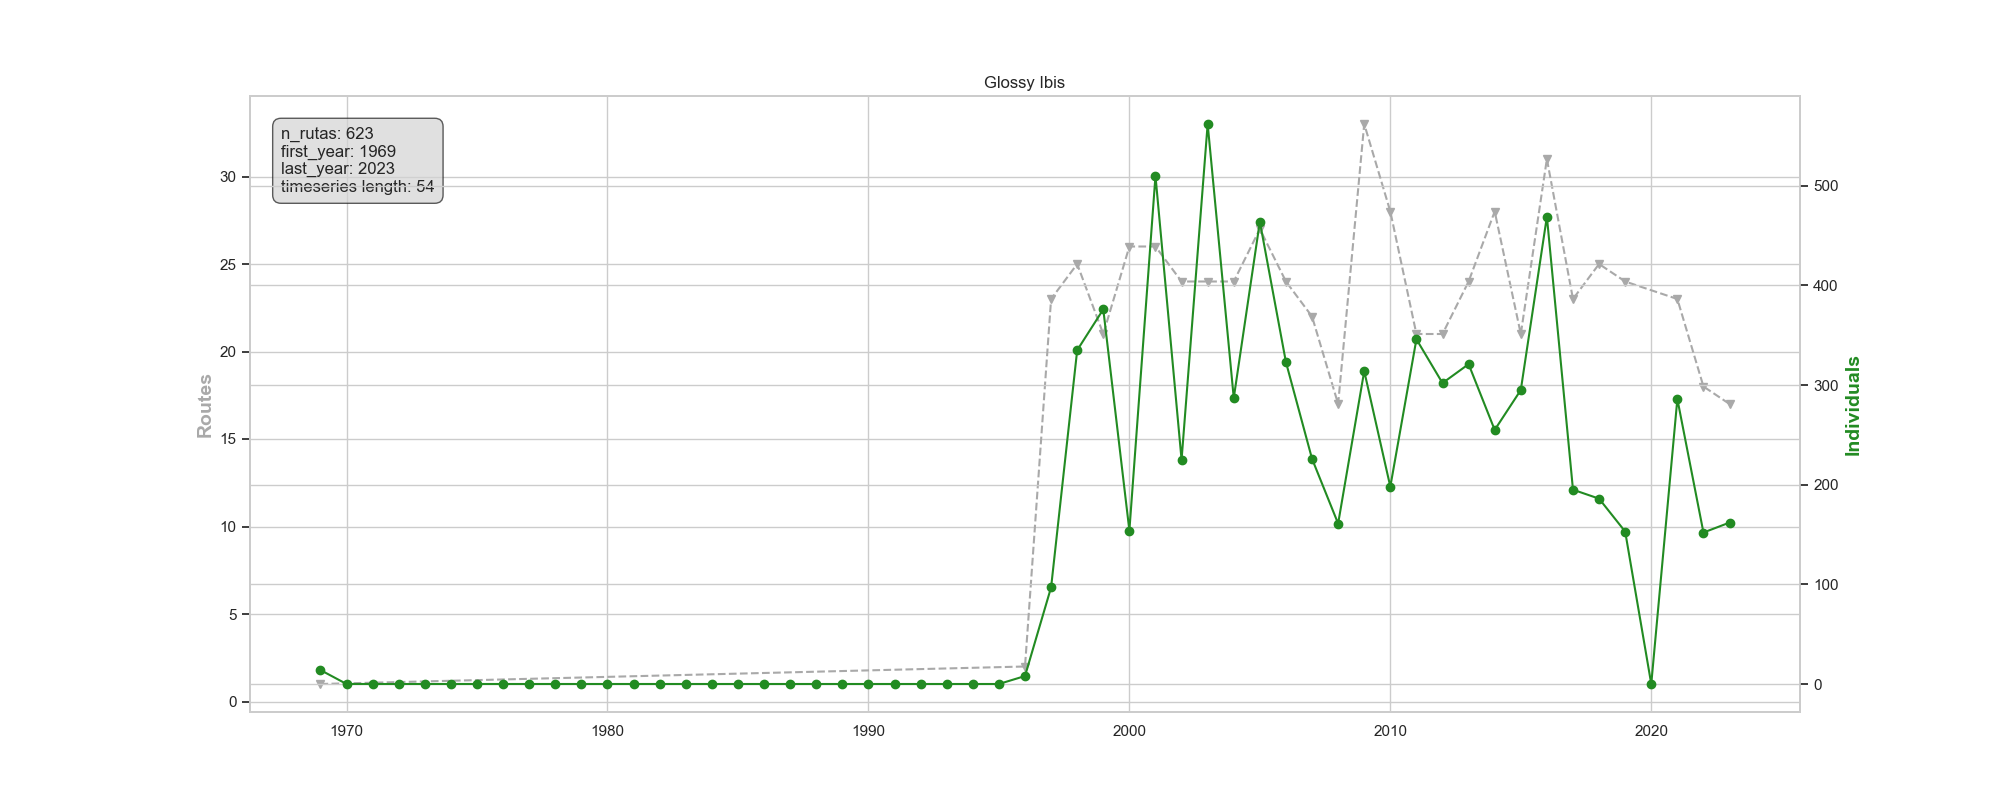 Glossy Ibis
n_rutas: 623
first_year: 1969
last_year: 2023
timeseries length: 54
Routes
30
25
20
15
10
5
0
500
400
300
200
100
0
Individuals
1970 1980 1990 2000 2010 2020